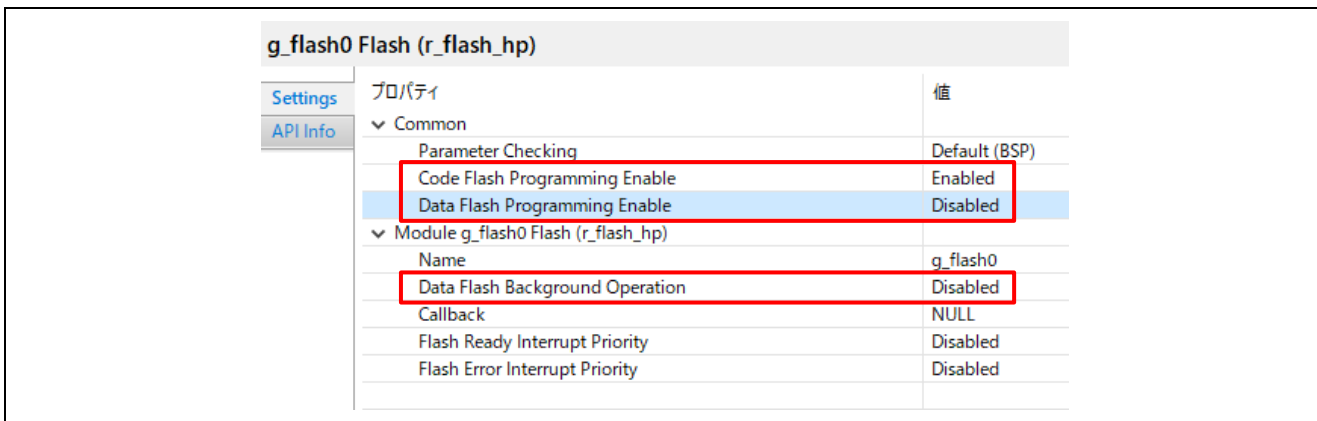 g_flash0 Flash (r_flash_hp)
Settings
API Info
プロパティ 値
Common
Parameter Checking Default (BSP)
Code Flash Programming Enable Enabled
Data Flash Programming Enable Disabled
Module g_flash0 Flash (r_flash_hp)
Name g_flash0
Data Flash Background Operation Disabled
Callback NULL
Flash Ready Interrupt Priority Disabled
Flash Error Interrupt Priority Disabled